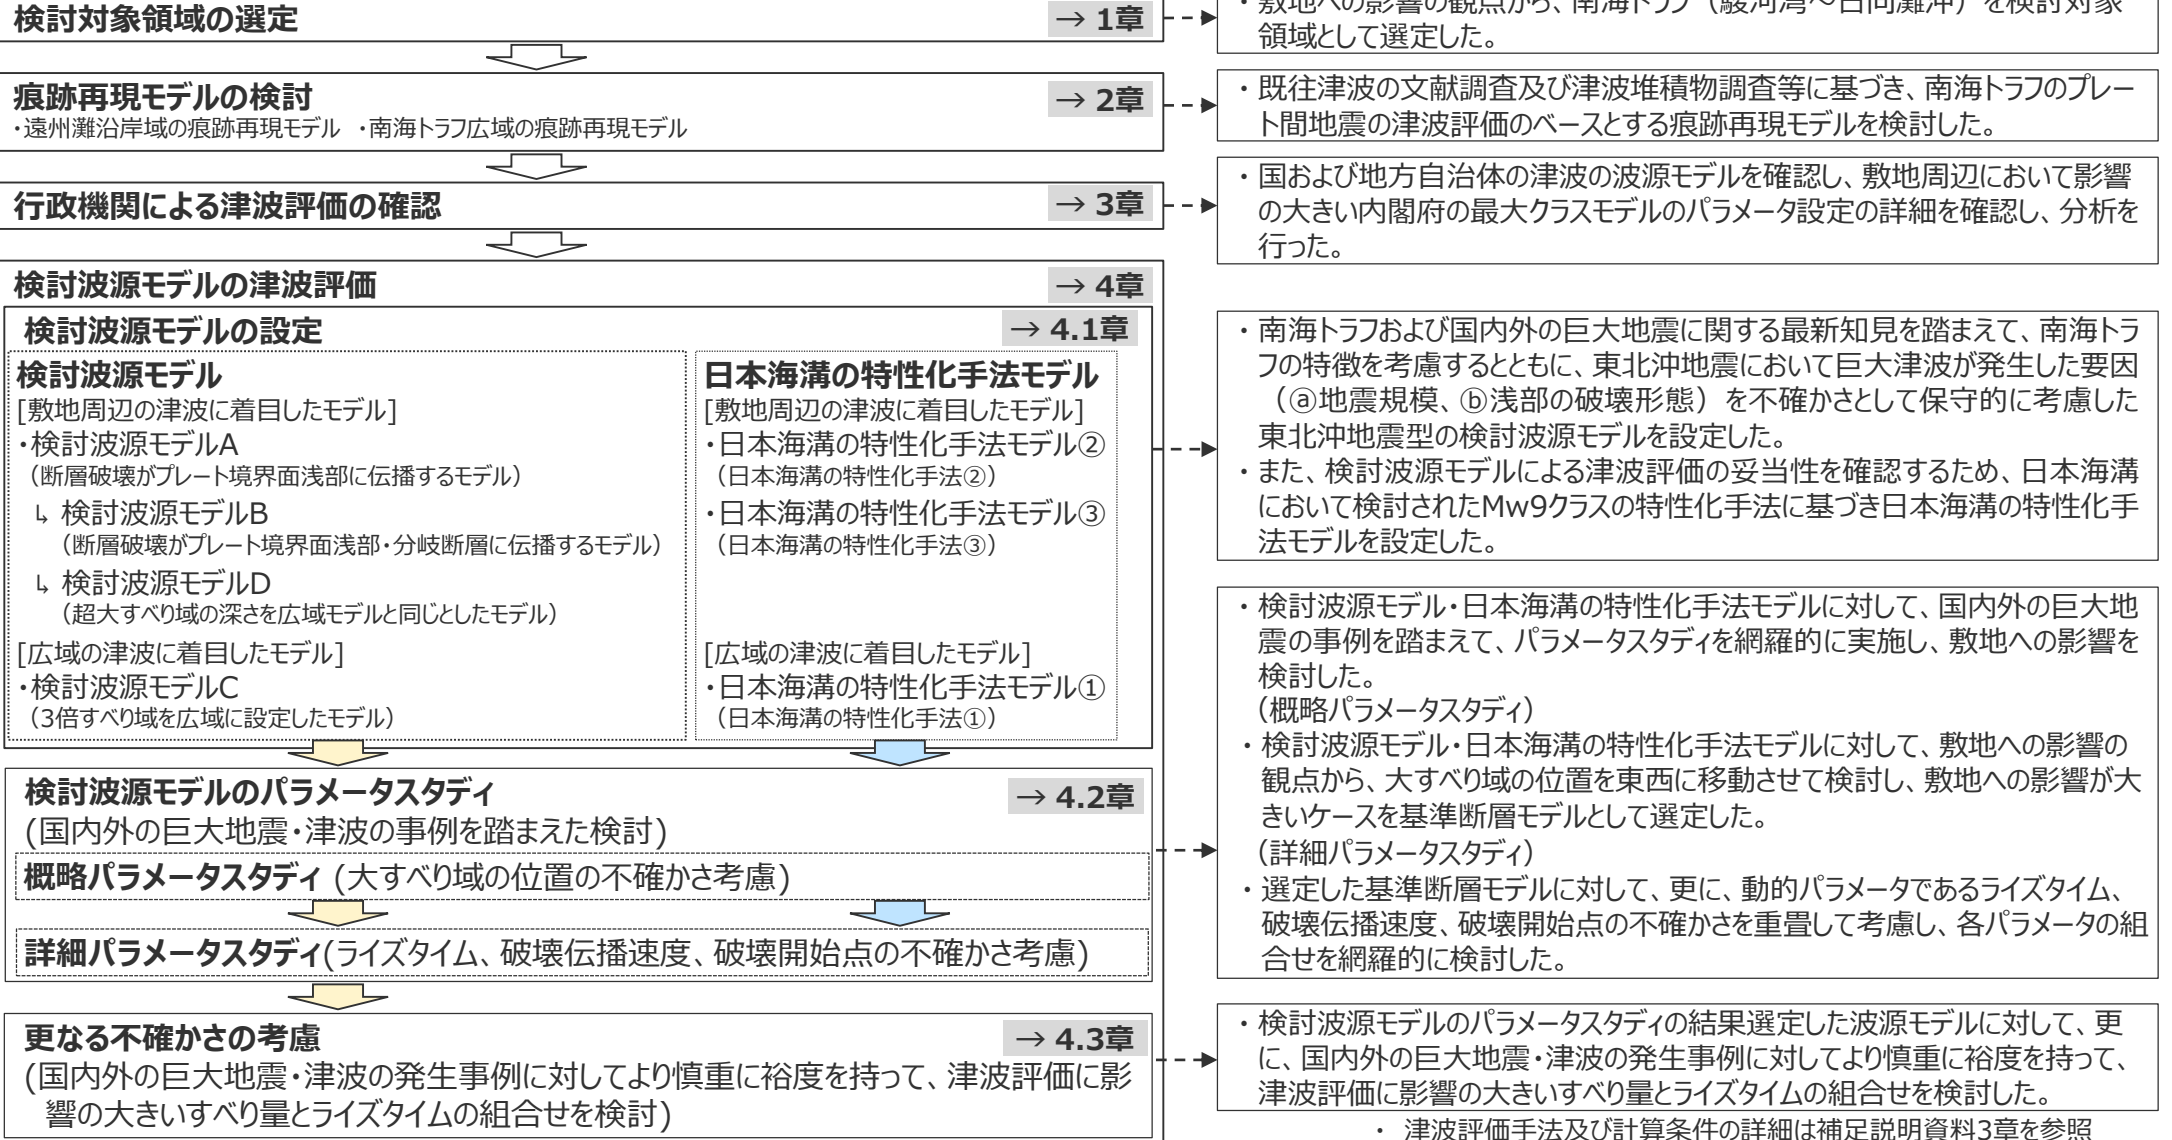 検討対象領域の選定
→ 1章
・敷地への影響の観点から、南海トラフ（駿河湾～日向灘沖）を検討対象
領域として選定した。
痕跡再現モデルの検討
→ 2章
・遠州灘沿岸域の痕跡再現モデル ・南海トラフ広域の痕跡再現モデル
・既往津波の文献調査及び津波堆積物調査等に基づき、南海トラフのプレー
ト間地震の津波評価のベースとする痕跡再現モデルを検討した。
行政機関による津波評価の確認
→ 3章
・国および地方自治体の津波の波源モデルを確認し、敷地周辺において影響
の大きい内閣府の最大クラスモデルのパラメータ設定の詳細を確認し、分析を
行った。
検討波源モデルの津波評価
→ 4章
検討波源モデルの設定
→ 4.1章
検討波源モデル
[敷地周辺の津波に着目したモデル]
・検討波源モデルA
（断層破壊がプレート境界面浅部に伝播するモデル）
↳ 検討波源モデルB
（断層破壊がプレート境界面浅部・分岐断層に伝播するモデル）
↳ 検討波源モデルD
（超大すべり域の深さを広域モデルと同じとしたモデル）
[広域の津波に着目したモデル]
・検討波源モデルC
（3倍すべり域を広域に設定したモデル）
日本海溝の特性化手法モデル
[敷地周辺の津波に着目したモデル]
・日本海溝の特性化手法モデル②
（日本海溝の特性化手法②）
・日本海溝の特性化手法モデル③
（日本海溝の特性化手法③）
[広域の津波に着目したモデル]
・日本海溝の特性化手法モデル①
（日本海溝の特性化手法①）
・南海トラフおよび国内外の巨大地震に関する最新知見を踏まえて、南海トラ
フの特徴を考慮するとともに、東北沖地震において巨大津波が発生した要因
（ⓐ地震規模、ⓑ浅部の破壊形態）を不確かさとして保守的に考慮した
東北沖地震型の検討波源モデルを設定した。
・また、検討波源モデルによる津波評価の妥当性を確認するため、日本海溝
において検討されたMw9クラスの特性化手法に基づき日本海溝の特性化手
法モデルを設定した。
検討波源モデルのパラメータスタディ
→ 4.2章
(国内外の巨大地震・津波の事例を踏まえた検討)
概略パラメータスタディ (大すべり域の位置の不確かさ考慮)
詳細パラメータスタディ(ライズタイム、破壊伝播速度、破壊開始点の不確かさ考慮)
・検討波源モデル・日本海溝の特性化手法モデルに対して、国内外の巨大地
震の事例を踏まえて、パラメータスタディを網羅的に実施し、敷地への影響を
検討した。
（概略パラメータスタディ）
・検討波源モデル・日本海溝の特性化手法モデルに対して、敷地への影響の
観点から、大すべり域の位置を東西に移動させて検討し、敷地への影響が大
きいケースを基準断層モデルとして選定した。
（詳細パラメータスタディ）
・選定した基準断層モデルに対して、更に、動的パラメータであるライズタイム、
破壊伝播速度、破壊開始点の不確かさを重畳して考慮し、各パラメータの組
合せを網羅的に検討した。
更なる不確かさの考慮
→ 4.3章
(国内外の巨大地震・津波の発生事例に対してより慎重に裕度を持って、津波評価に影
響の大きいすべり量とライズタイムの組合せを検討)
・検討波源モデルのパラメータスタディの結果選定した波源モデルに対して、更
に、国内外の巨大地震・津波の発生事例に対してより慎重に裕度を持って、
津波評価に影響の大きいすべり量とライズタイムの組合せを検討した。
・ 津波評価手法及び計算条件の詳細は補足説明資料3章を参照